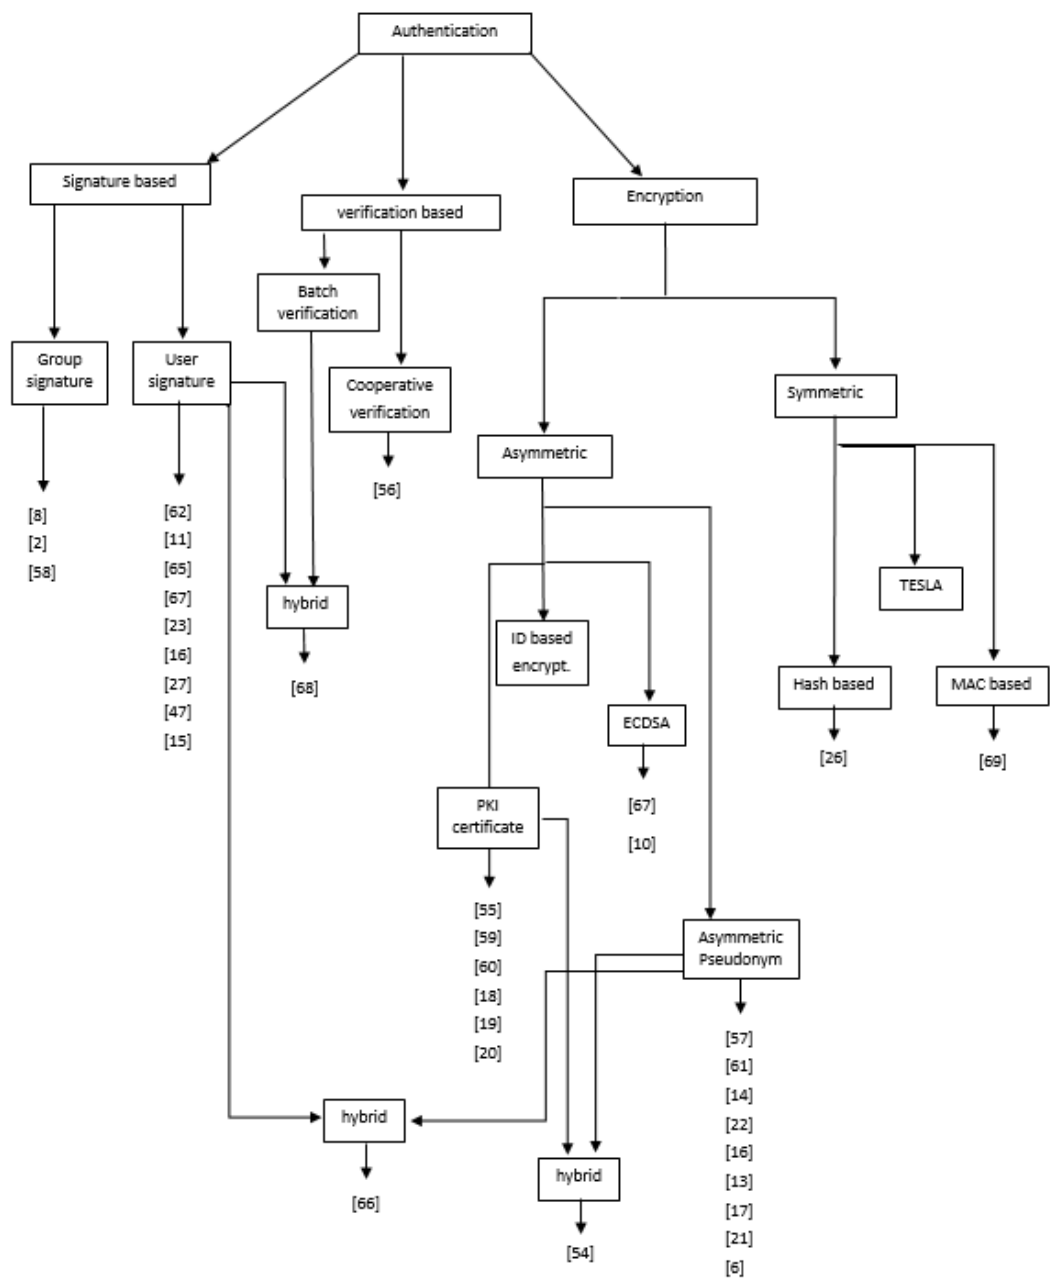 Authentication
Signature based
verification based
Encryption
Batch
verification
Group
signature
User
signature
Cooperative
verification
Symmetric
Asymmetric
[56]
[8]
[2]
[58]
[62]
[11]
[65]
[67]
[23]
[16]
[27]
[47]
[15]
hybrid
[68]
TESLA
ID based
encrypt.
Hash based
MAC based
ECDSA
[26]
[69]
[67]
[10]
PKI
certificate
[55]
[59]
[60]
[18]
[19]
[20]
Asymmetric
Pseudonym
[57]
[61]
[14]
[22]
[16]
[13]
[17]
[21]
[6]
hybrid
[66]
hybrid
[54]